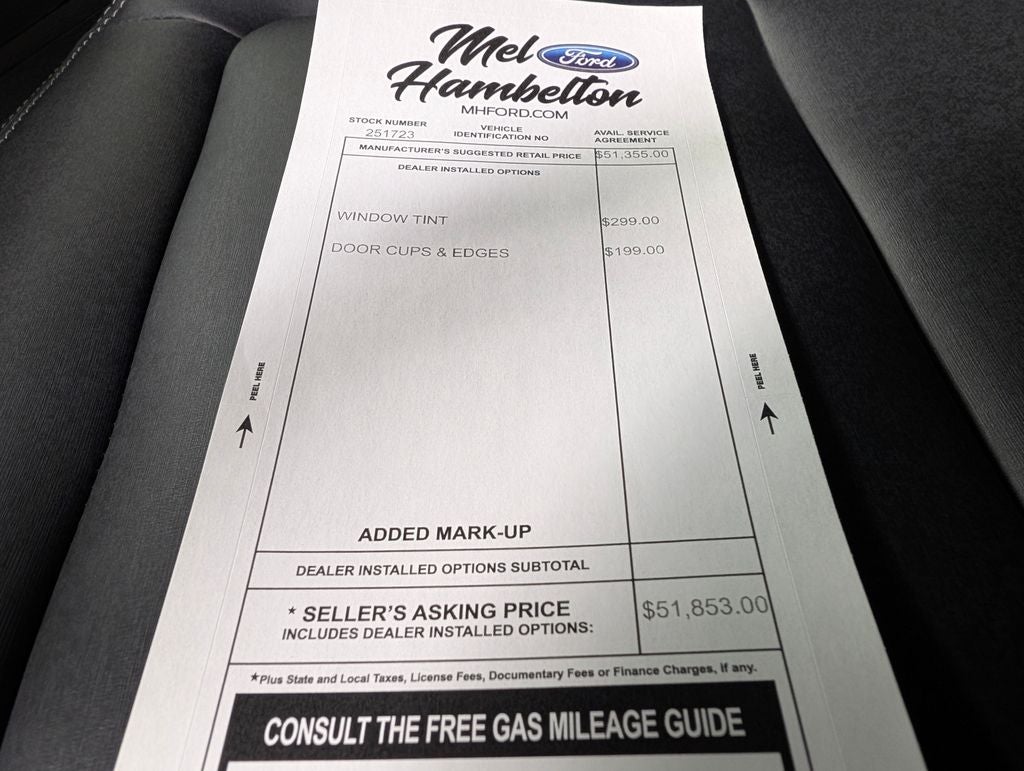 Mel Ford
Hambelton
MHFORD.COM
STOCK NUMBER
251723
VEHICLE
IDENTIFICATION NO
AVAIL. SERVICE
AGREEMENT
MANUFACTURER'S SUGGESTED RETAIL PRICE $51,355.00
DEALER INSTALLED OPTIONS
WINDOW TINT $299.00
DOOR CUPS & EDGES $199.00
PEEL HERE
PEEL HERE
ADDED MARK-UP
DEALER INSTALLED OPTIONS SUBTOTAL
* SELLER'S ASKING PRICE $51,853.00
INCLUDES DEALER INSTALLED OPTIONS:
*Plus State and Local Taxes, License Fees, Documentary Fees or Finance Charges, if any.
CONSULT THE FREE GAS MILEAGE GUIDE